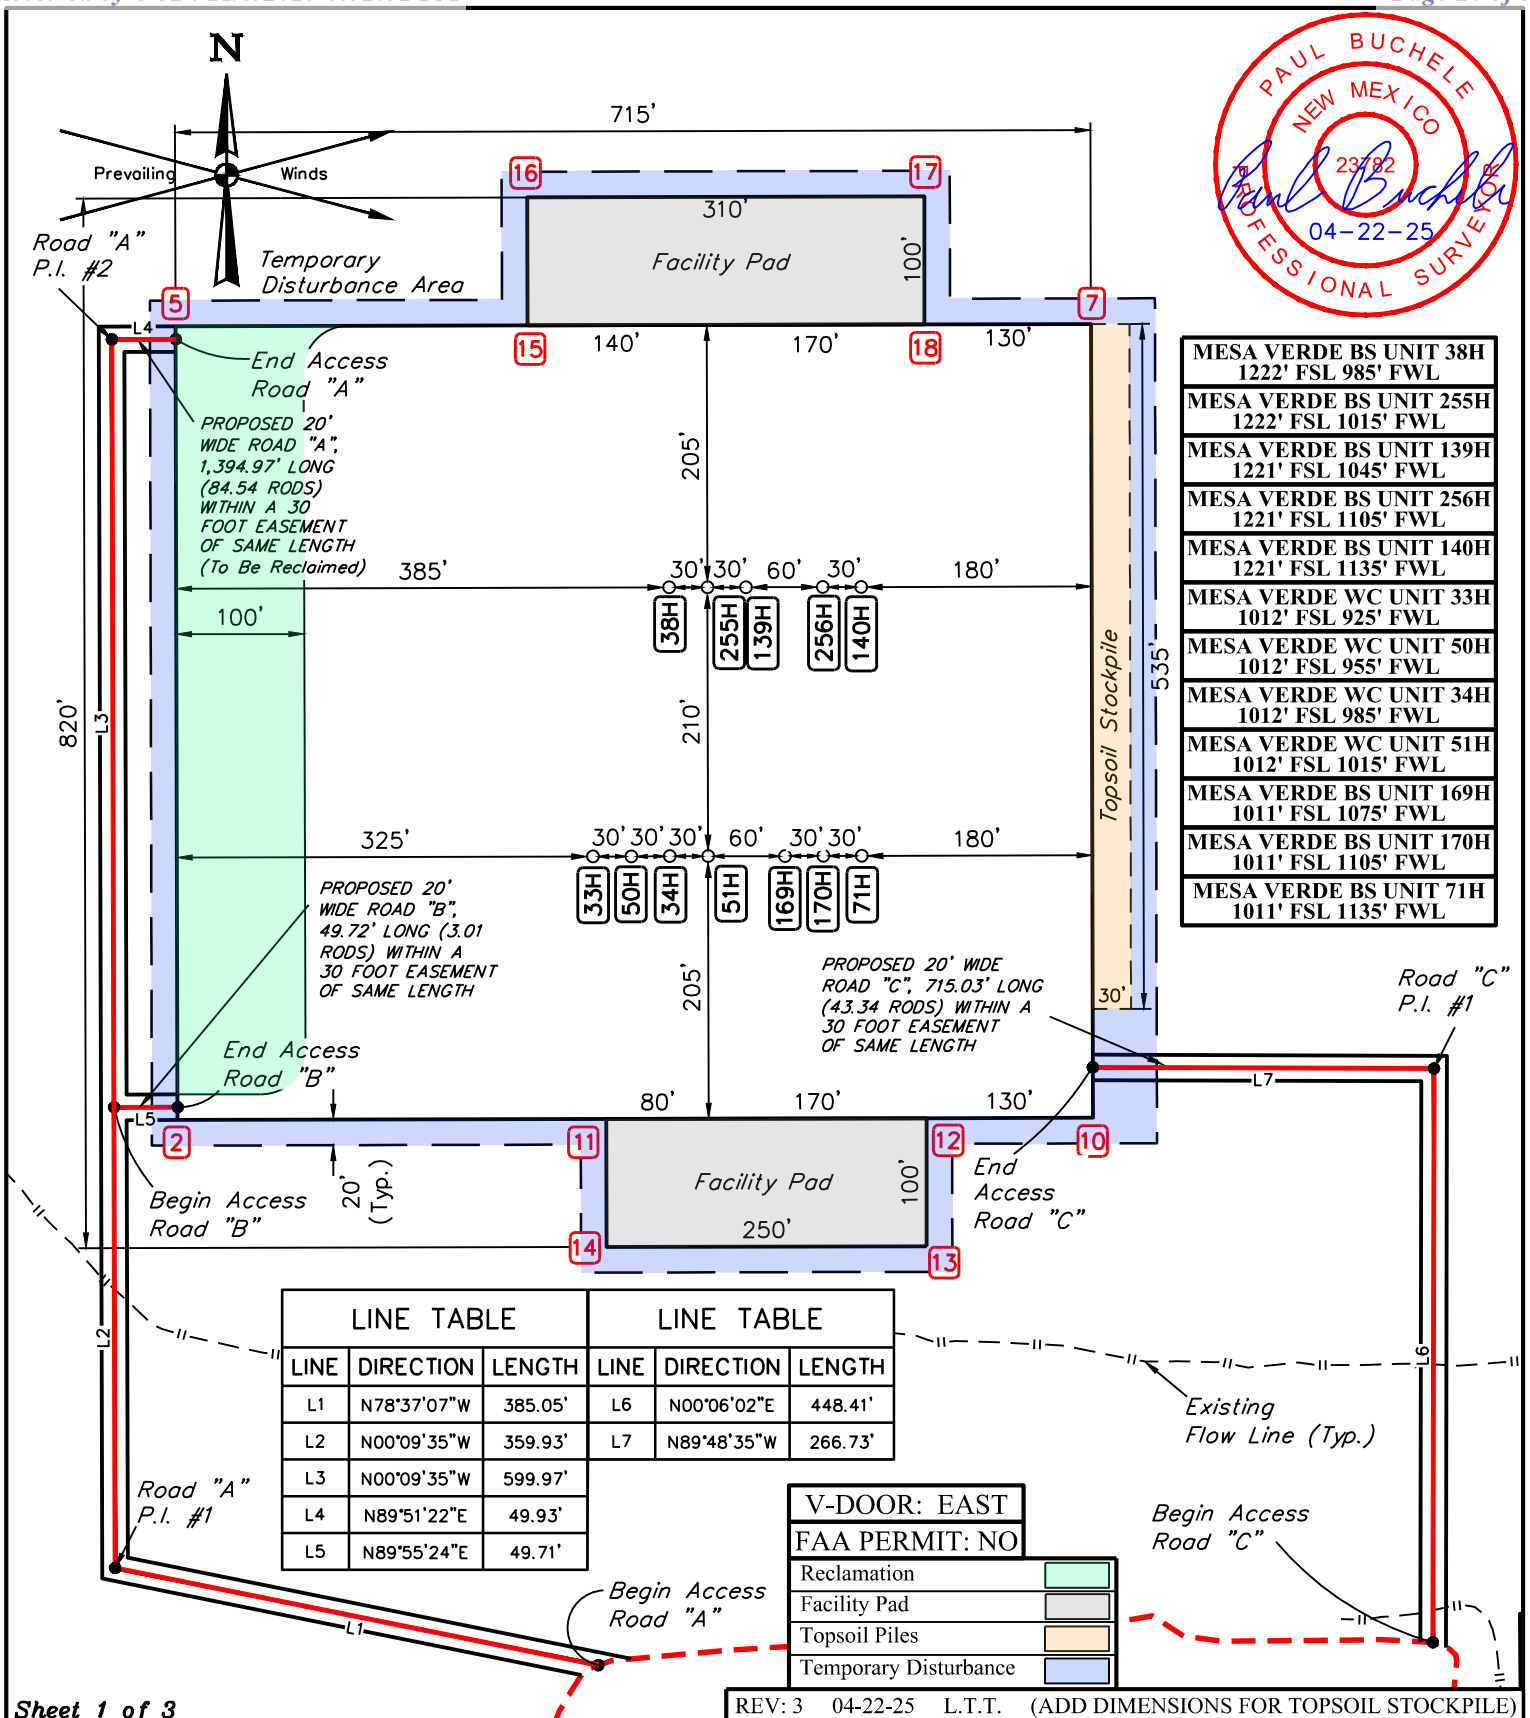 N
Prevailing Winds
715'
PAUL BUCHELE
NEW MEXICO
23782
PROFESSIONAL SURVEYOR
04-22-25
Road "A"
P.I. #2
Temporary
Disturbance Area
16
17
310'
Facility Pad
100'
5
7
L4
15
140'
170'
18
130'
End Access
Road "A"
PROPOSED 20'
WIDE ROAD "A",
1,394.97' LONG
(84.54 RODS)
WITHIN A 30
FOOT EASEMENT
OF SAME LENGTH
(To Be Reclaimed)
205'
385'
30' 30' 60' 30'
180'
38H
255H
139H
256H
140H
100'
820'
L3
210'
Topsoil Stockpile
535'
325'
30' 30' 30' 60' 30' 30'
180'
33H
50H
34H
51H
169H
170H
71H
PROPOSED 20'
WIDE ROAD "B",
49.72' LONG (3.01
RODS) WITHIN A
30 FOOT EASEMENT
OF SAME LENGTH
205'
PROPOSED 20' WIDE
ROAD "C", 715.03' LONG
(43.34 RODS) WITHIN A
30 FOOT EASEMENT
OF SAME LENGTH
30'
Road "C"
P.I. #1
End Access
Road "B"
L7
80'
170'
130'
L5
2
11
12
10
20'
(Typ.)
Begin Access
Road "B"
Facility Pad
100'
250'
End
Access
Road "C"
14
13
MESA VERDE BS UNIT 38H
1222' FSL 985' FWL
MESA VERDE BS UNIT 255H
1222' FSL 1015' FWL
MESA VERDE BS UNIT 139H
1221' FSL 1045' FWL
MESA VERDE BS UNIT 256H
1221' FSL 1105' FWL
MESA VERDE BS UNIT 140H
1221' FSL 1135' FWL
MESA VERDE WC UNIT 33H
1012' FSL 925' FWL
MESA VERDE WC UNIT 50H
1012' FSL 955' FWL
MESA VERDE WC UNIT 34H
1012' FSL 985' FWL
MESA VERDE WC UNIT 51H
1012' FSL 1015' FWL
MESA VERDE BS UNIT 169H
1011' FSL 1075' FWL
MESA VERDE BS UNIT 170H
1011' FSL 1105' FWL
MESA VERDE BS UNIT 71H
1011' FSL 1135' FWL
L2
LINE TABLE LINE TABLE
LINE DIRECTION LENGTH LINE DIRECTION LENGTH
L1 N78°37'07"W 385.05' L6 N00°06'02"E 448.41'
L2 N00°09'35"W 359.93' L7 N89°48'35"W 266.73'
L3 N00°09'35"W 599.97'
L4 N89°51'22"E 49.93'
L5 N89°55'24"E 49.71'
L6
Existing
Flow Line (Typ.)
Road "A"
P.I. #1
Begin Access
Road "C"
V-DOOR: EAST
FAA PERMIT: NO
Reclamation
Facility Pad
Topsoil Piles
Temporary Disturbance
Begin Access
Road "A"
L1
Sheet 1 of 3
REV: 3 04-22-25 L.T.T. (ADD DIMENSIONS FOR TOPSOIL STOCKPILE)